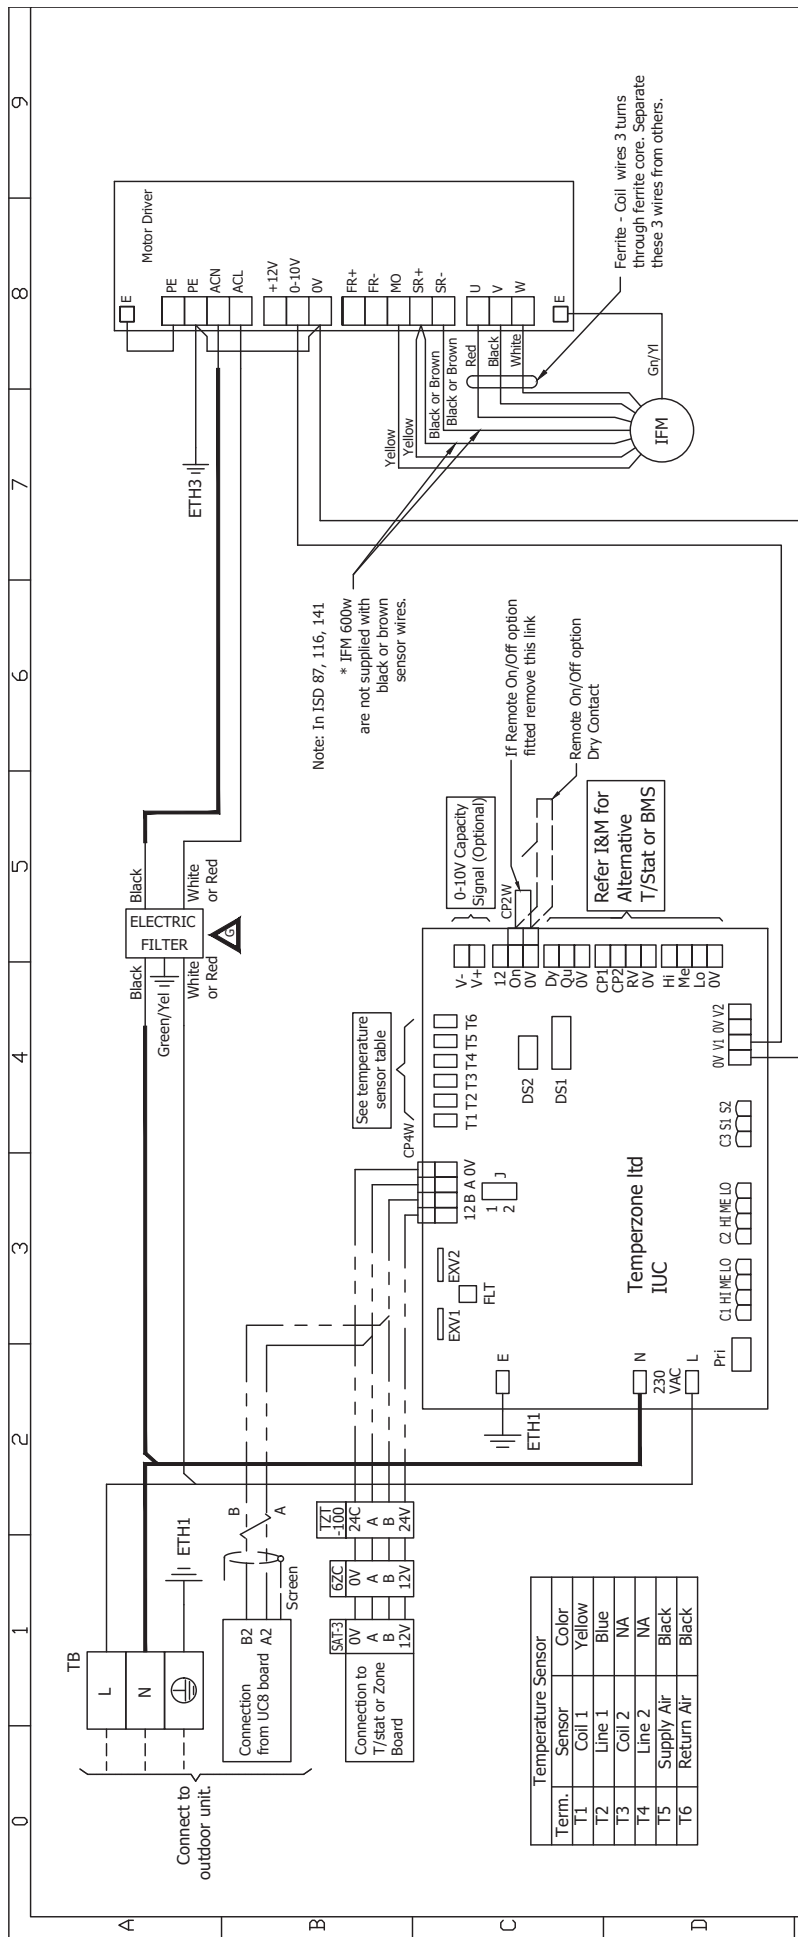 0 1 2 3 4 5 6 7 8 9
A
B
C
D
Connect to
outdoor unit.
TB
L
N
ETH1
Black
Black
ELECTRIC
FILTER
Green/Yel
White
or Red
White
or Red
G
ETH3
Motor Driver
E
PE
PE
ACN
ACL
+12V
0-10V
0V
FR+
FR-
MO
SR+
SR-
U
V
W
E
Yellow
Yellow
Black or Brown
Black or Brown
Red
Black
White
Gn/Yl
IFM
Ferrite - Coil wires 3 turns
through ferrite core. Separate
these 3 wires from others.
Note: In ISD 87, 116, 141
* IFM 600w
are not supplied with
black or brown
sensor wires.
Connection
from UC8 board
B2
A2
Screen
B
A
Connection to
T/stat or Zone
Board
SAT-3
0V
A
B
12V
6ZC
0V
A
B
12V
TZT
-100
24C
A
B
24V
See temperature
sensor table
CP4W
12 B A 0V
T1 T2 T3 T4 T5 T6
J
1
2
EXV1
EXV2
FLT
DS2
DS1
E
ETH1
Temperzone ltd
IUC
N
230
VAC
L
Pri
C1 HI ME LO
C2 HI ME LO
C3 S1 S2
0V V1 0V V2
V-
V+
12
On
0V
Dy
Qu
0V
CP1
CP2
RV
0V
Hi
Me
Lo
0V
0-10V Capacity
Signal (Optional)
CP2W
If Remote On/Off option
fitted remove this link
Remote On/Off option
Dry Contact
Refer I&M for
Alternative
T/Stat or BMS
Temperature Sensor
Term. Sensor Color
T1 Coil 1 Yellow
T2 Line 1 Blue
T3 Coil 2 NA
T4 Line 2 NA
T5 Supply Air Black
T6 Return Air Black